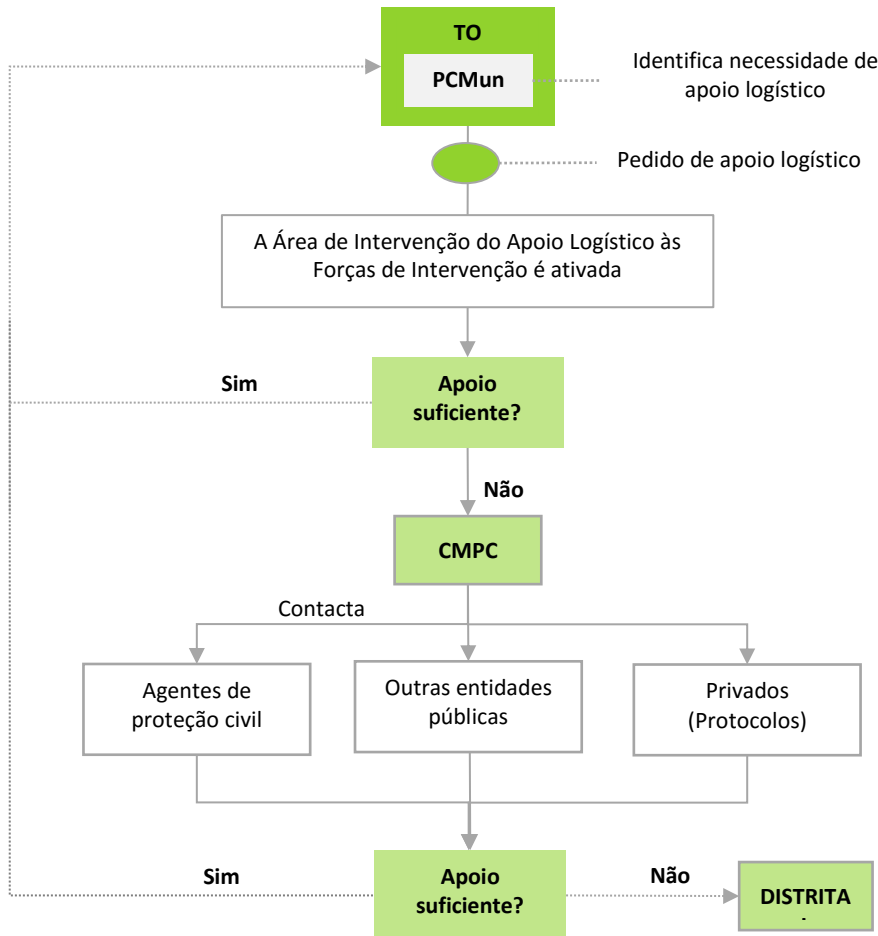 TO
PCMun
Identifica necessidade de
apoio logístico
Pedido de apoio logístico
A Área de Intervenção do Apoio Logístico às
Forças de Intervenção é ativada
Sim
Apoio
suficiente?
Não
CMPC
Contacta
Agentes de
proteção civil
Outras entidades
públicas
Privados
(Protocolos)
Sim
Apoio
suficiente?
Não
DISTRITA